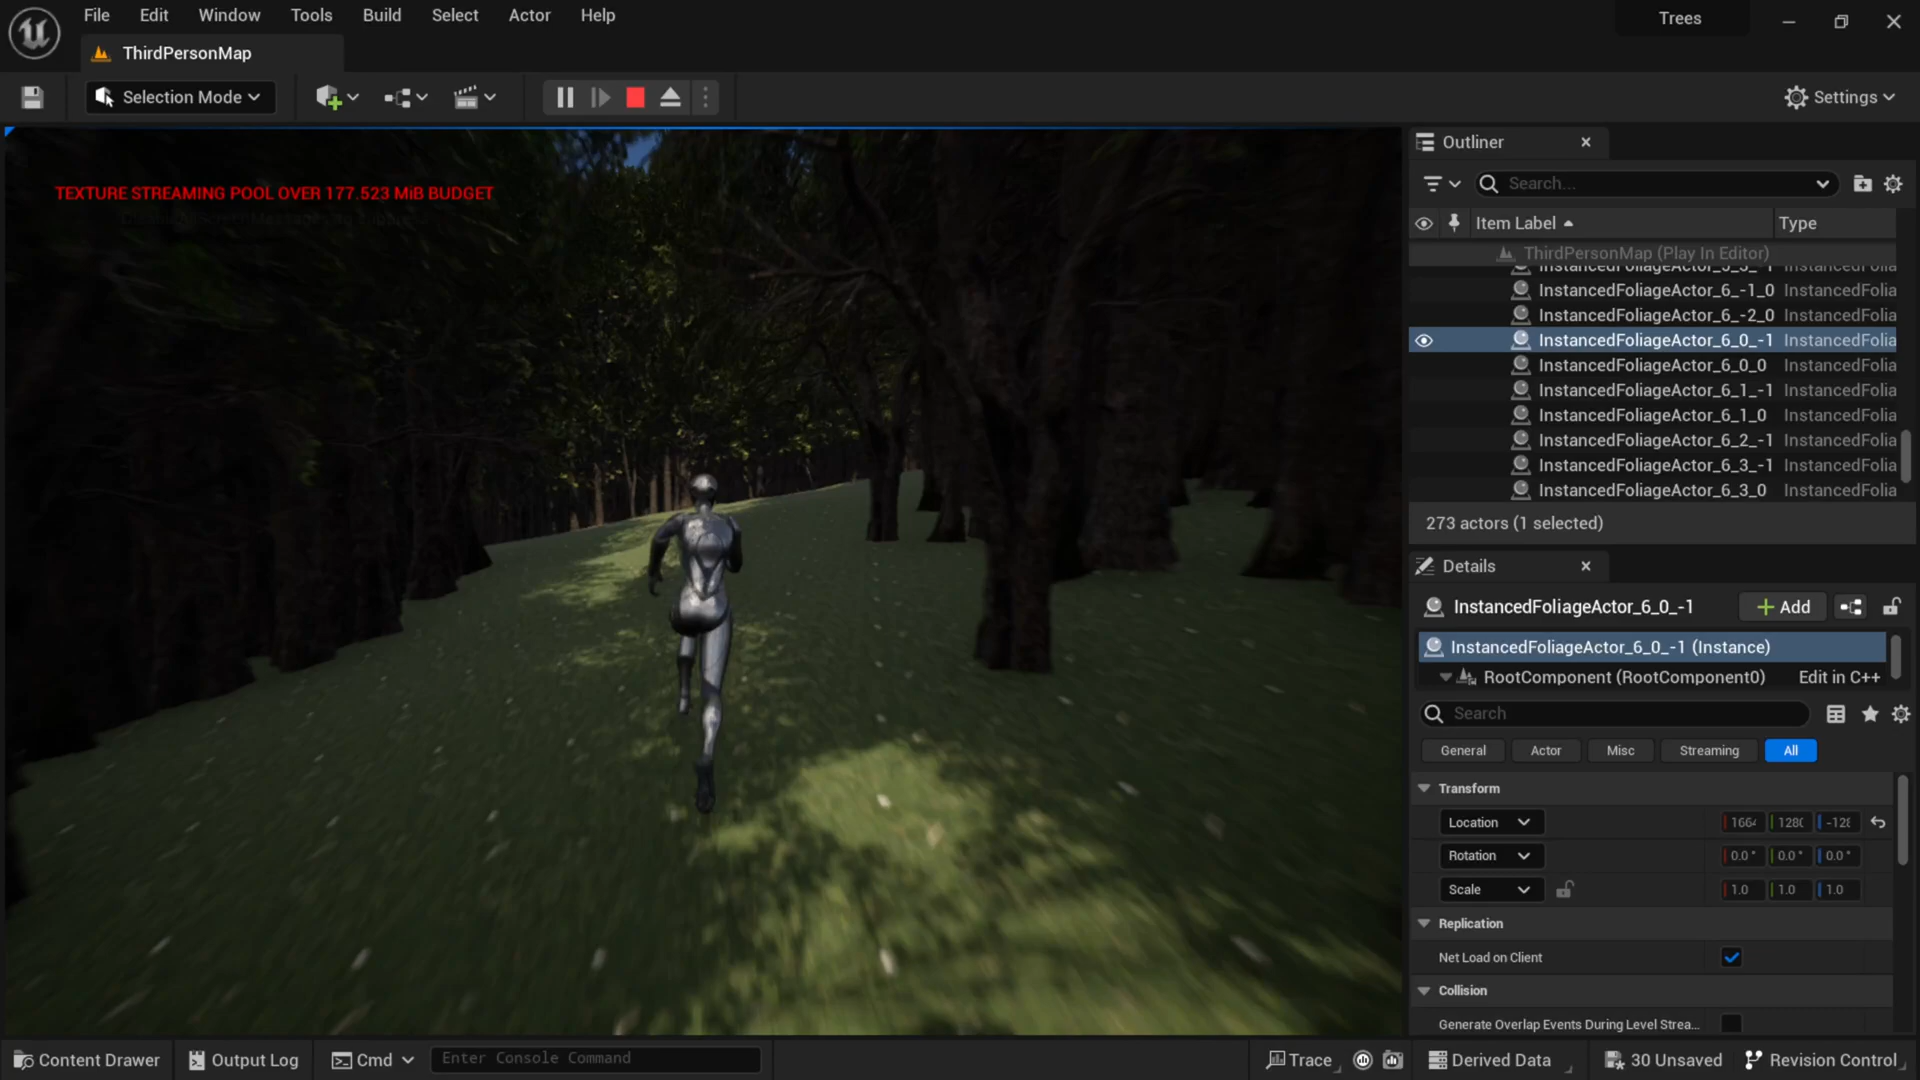 File Edit Window Tools Build Select Actor Help
Trees
ThirdPersonMap
Selection Mode
Settings
TEXTURE STREAMING POOL OVER 177.523 MiB BUDGET
Outliner
Search...
Item Label Type
ThirdPersonMap (Play In Editor)
InstancedFoliageActor_6_-1_0 InstancedFolia
InstancedFoliageActor_6_-2_0 InstancedFolia
InstancedFoliageActor_6_0_-1 InstancedFolia
InstancedFoliageActor_6_0_0 InstancedFolia
InstancedFoliageActor_6_1_-1 InstancedFolia
InstancedFoliageActor_6_1_0 InstancedFolia
InstancedFoliageActor_6_2_-1 InstancedFolia
InstancedFoliageActor_6_3_-1 InstancedFolia
InstancedFoliageActor_6_3_0 InstancedFolia
273 actors (1 selected)
Details
InstancedFoliageActor_6_0_-1 Add
InstancedFoliageActor_6_0_-1 (Instance)
RootComponent (RootComponent0) Edit in C++
Search
General Actor Misc Streaming All
Transform
Location 1664 1280 -128
Rotation 0.0° 0.0° 0.0°
Scale 1.0 1.0 1.0
Replication
Net Load on Client
Collision
Generate Overlap Events During Level Strea...
Content Drawer Output Log Cmd Enter Console Command Trace Derived Data 30 Unsaved Revision Control